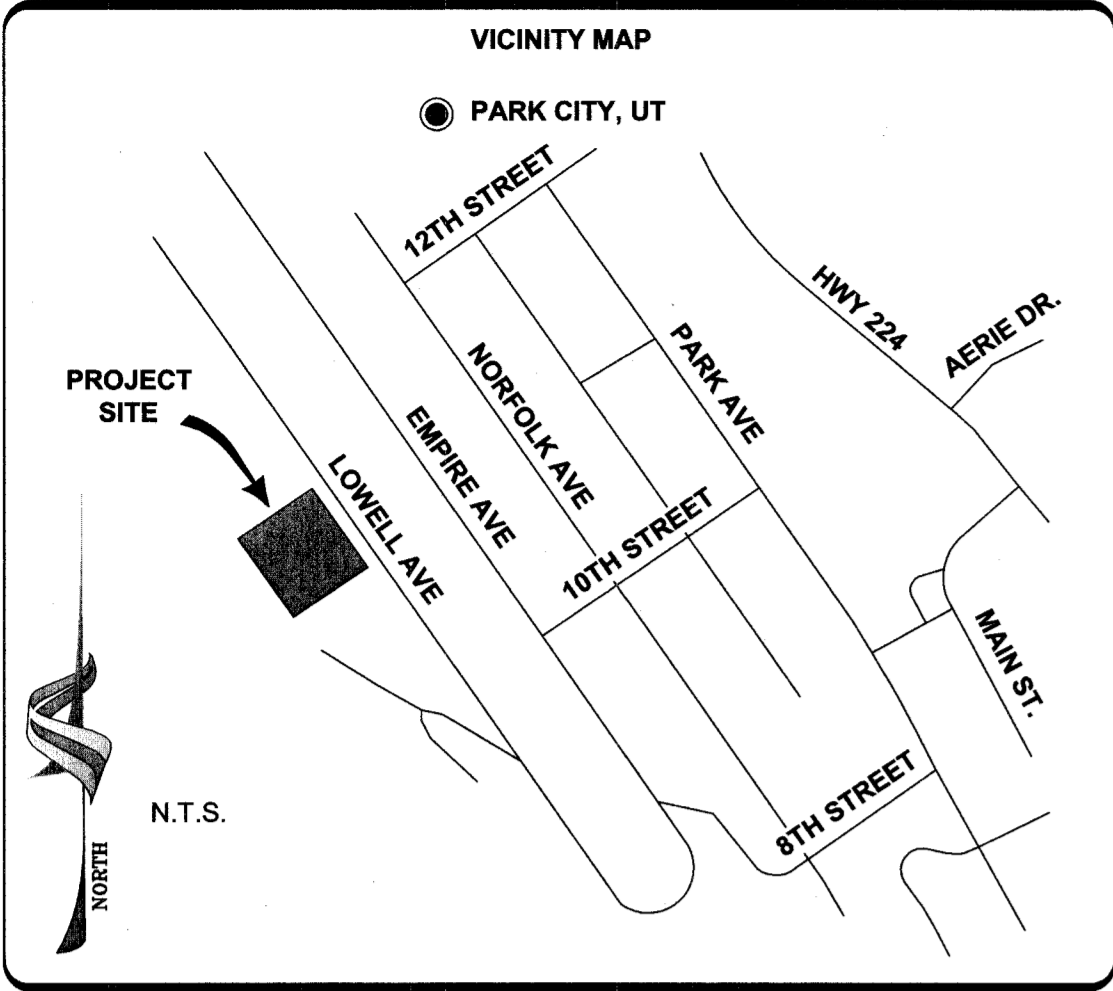 VICINITY MAP
PARK CITY, UT
12TH STREET
HWY 224
AERIE DR.
PARK AVE
NORFOLK AVE
PROJECT
SITE
EMPIRE AVE
LOWELL AVE
10TH STREET
MAIN ST.
8TH STREET
N.T.S.
NORTH